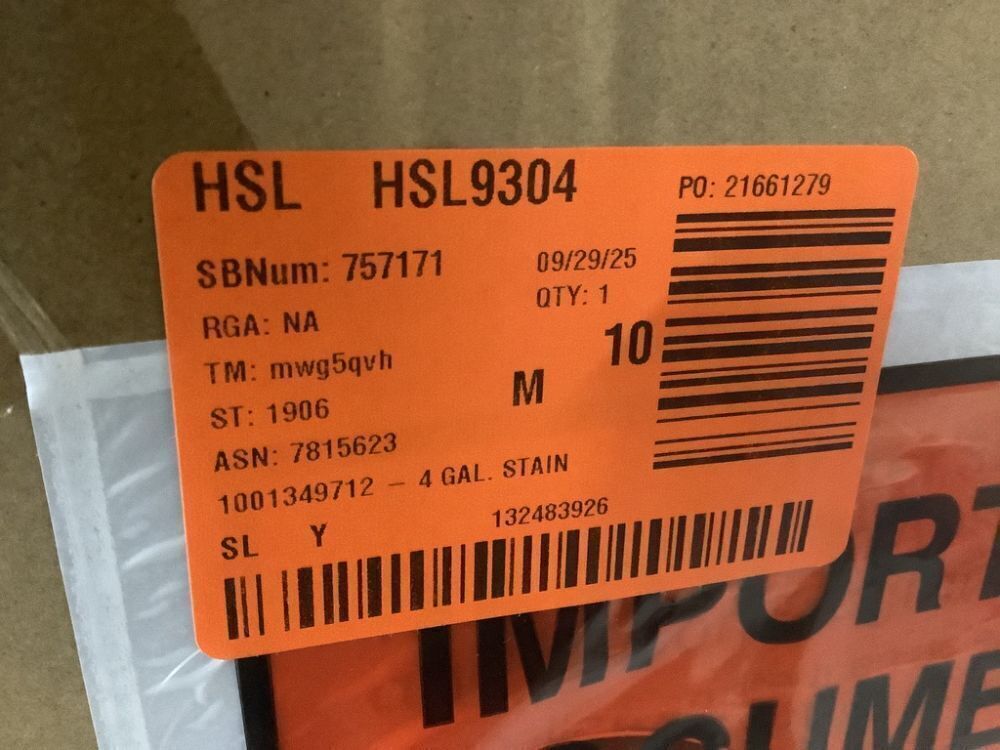 HSL HSL9304 PO: 21661279
SBNum: 757171 09/29/25
RGA: NA QTY: 1
TM: mwg5qvh 10
ST: 1906 M
ASN: 7815623
1001349712 – 4 GAL. STAIN
SL Y 132483926
IMPORT